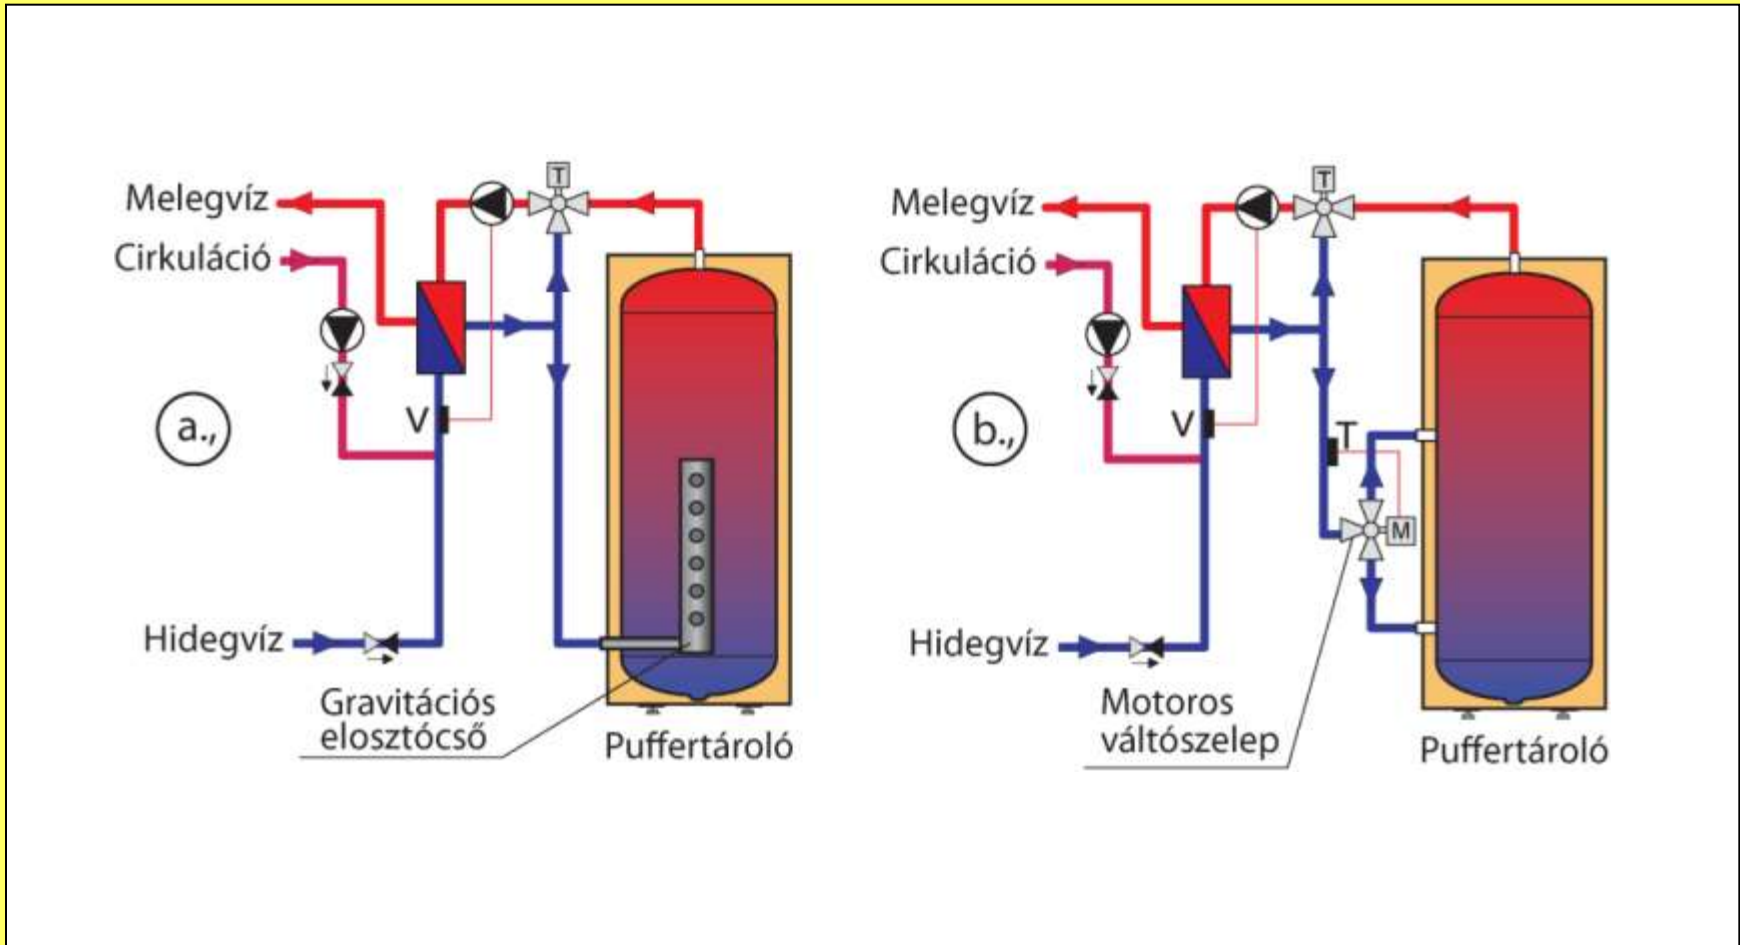 Melegvíz
Cirkuláció
T
a.,
V
Hidegvíz
Gravitációs
elosztócső
Puffertároló
Melegvíz
Cirkuláció
T
b.,
V
T
M
Hidegvíz
Motoros
váltószelep
Puffertároló